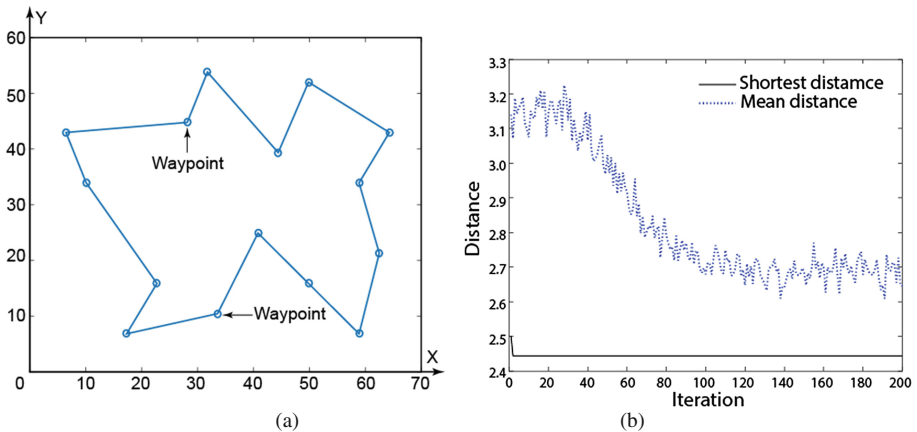 Y
60
50
40
30
20
10
0
10 20 30 40 50 60 70
X
Waypoint
Waypoint
(a)
3.3
3.2
3.1
3.0
2.9
2.8
2.7
2.6
2.5
2.4
Distance
Shortest distamce
Mean distance
0 20 40 60 80 100 120 140 160 180 200
Iteration
(b)